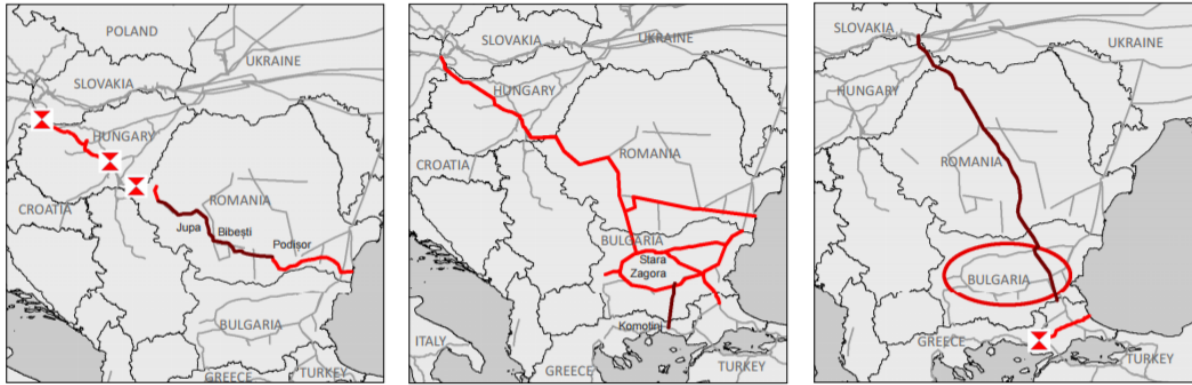 POLAND
UKRAINE
SLOVAKIA
HUNGARY
ROMANIA
CROATIA
Jupa
Bibești
Podișor
BULGARIA
GREECE
TURKEY
SLOVAKIA
UKRAINE
HUNGARY
CROATIA
ROMANIA
BULGARIA
Stara
Zagora
Komotini
ITALY
GREECE
TURKEY
SLOVAKIA
UKRAINE
HUNGARY
ROMANIA
BULGARIA
GREECE
TURKEY